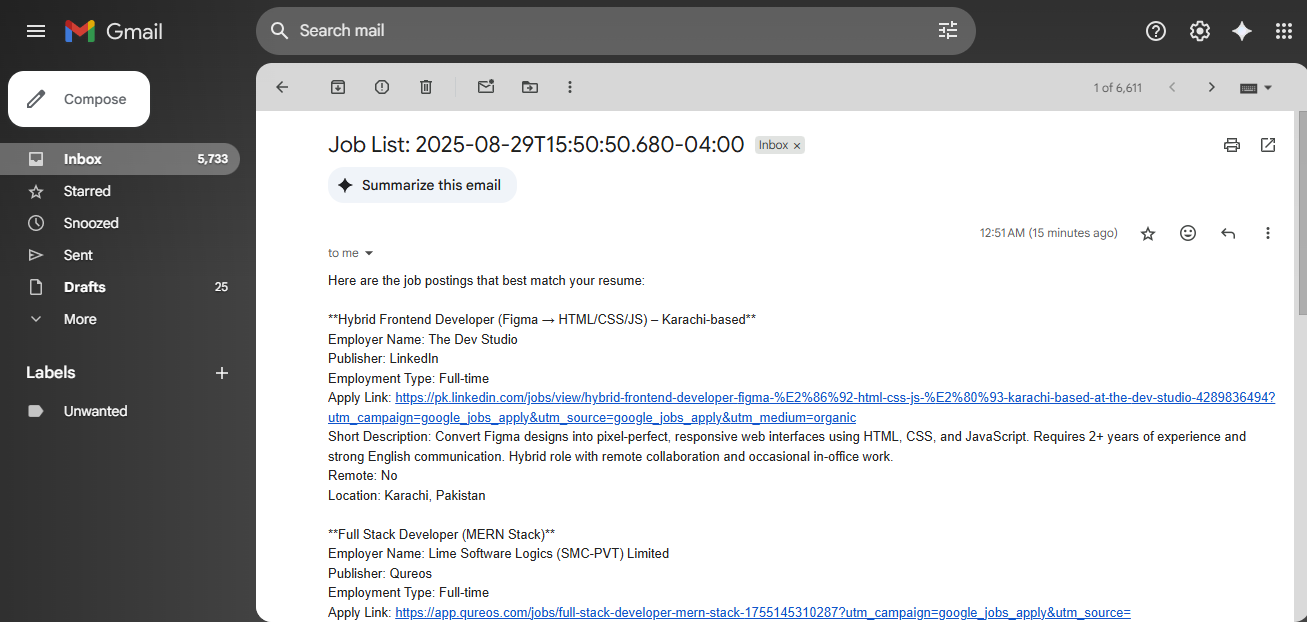 Gmail
Search mail
Compose
1 of 6,611
Inbox 5,733
Starred
Snoozed
Sent
Drafts 25
More
Labels
Unwanted
Job List: 2025-08-29T15:50:50.680-04:00 Inbox x
Summarize this email
12:51 AM (15 minutes ago)
to me
Here are the job postings that best match your resume:
**Hybrid Frontend Developer (Figma → HTML/CSS/JS) – Karachi-based**
Employer Name: The Dev Studio
Publisher: LinkedIn
Employment Type: Full-time
Apply Link: https://pk.linkedin.com/jobs/view/hybrid-frontend-developer-figma-%E2%86%92-html-css-js-%E2%80%93-karachi-based-at-the-dev-studio-4289836494?
utm_campaign=google_jobs_apply&utm_source=google_jobs_apply&utm_medium=organic
Short Description: Convert Figma designs into pixel-perfect, responsive web interfaces using HTML, CSS, and JavaScript. Requires 2+ years of experience and
strong English communication. Hybrid role with remote collaboration and occasional in-office work.
Remote: No
Location: Karachi, Pakistan
**Full Stack Developer (MERN Stack)**
Employer Name: Lime Software Logics (SMC-PVT) Limited
Publisher: Qureos
Employment Type: Full-time
Apply Link: https://app.qureos.com/jobs/full-stack-developer-mern-stack-1755145310287?utm_campaign=google_jobs_apply&utm_source=